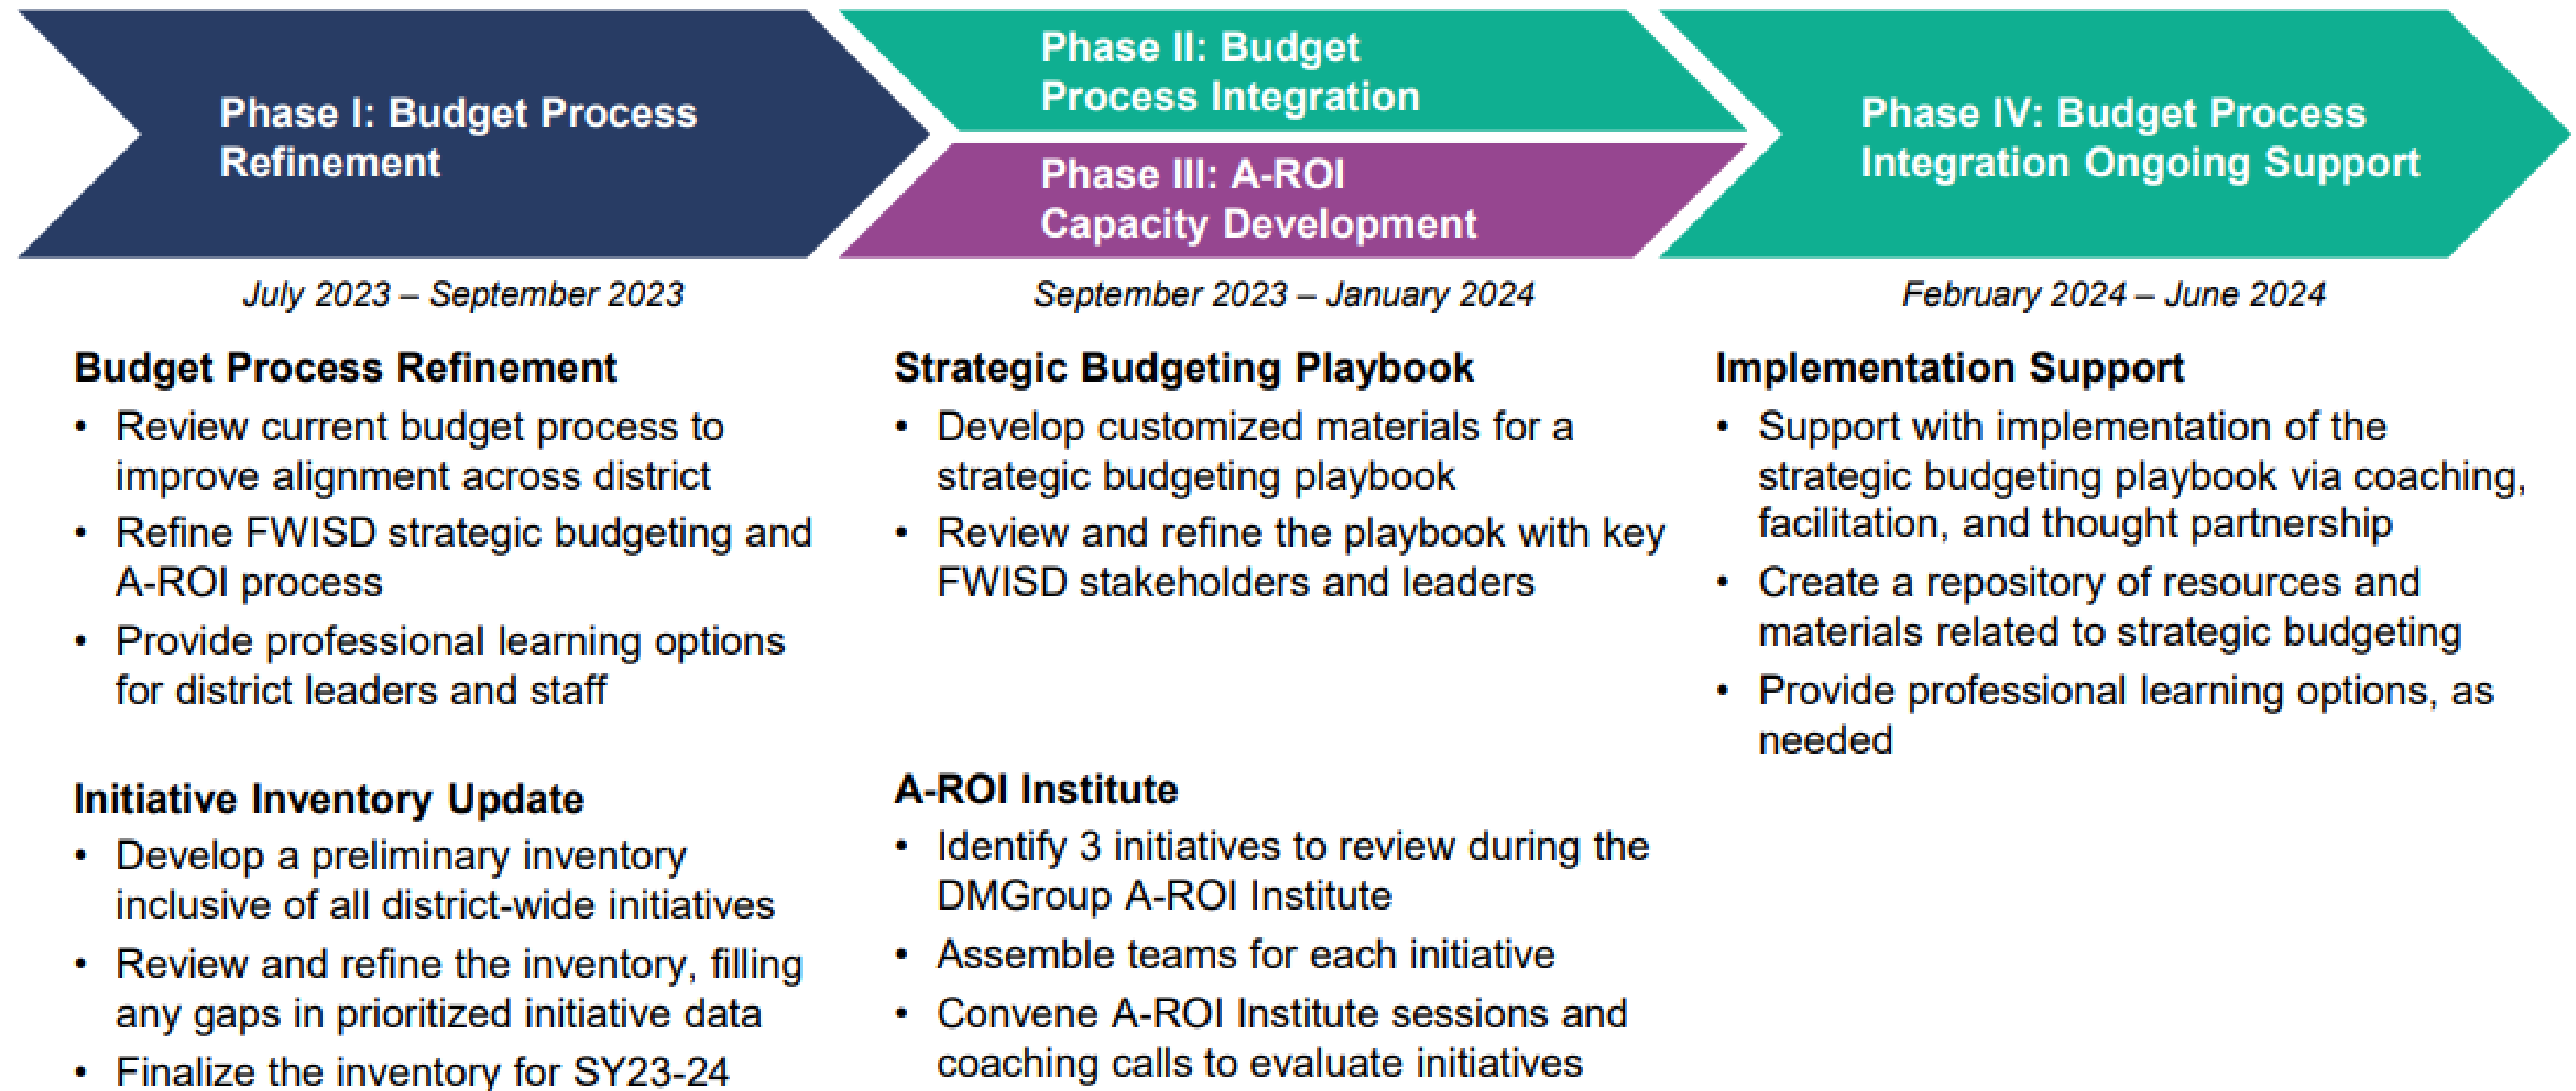 Phase I: Budget Process
Refinement
Phase II: Budget
Process Integration
Phase III: A-ROI
Capacity Development
Phase IV: Budget Process
Integration Ongoing Support
July 2023 – September 2023
September 2023 – January 2024
February 2024 – June 2024
Budget Process Refinement
• Review current budget process to
improve alignment across district
• Refine FWISD strategic budgeting and
A-ROI process
• Provide professional learning options
for district leaders and staff
Initiative Inventory Update
• Develop a preliminary inventory
inclusive of all district-wide initiatives
• Review and refine the inventory, filling
any gaps in prioritized initiative data
• Finalize the inventory for SY23-24
Strategic Budgeting Playbook
• Develop customized materials for a
strategic budgeting playbook
• Review and refine the playbook with key
FWISD stakeholders and leaders
A-ROI Institute
• Identify 3 initiatives to review during the
DMGroup A-ROI Institute
• Assemble teams for each initiative
• Convene A-ROI Institute sessions and
coaching calls to evaluate initiatives
Implementation Support
• Support with implementation of the
strategic budgeting playbook via coaching,
facilitation, and thought partnership
• Create a repository of resources and
materials related to strategic budgeting
• Provide professional learning options, as
needed